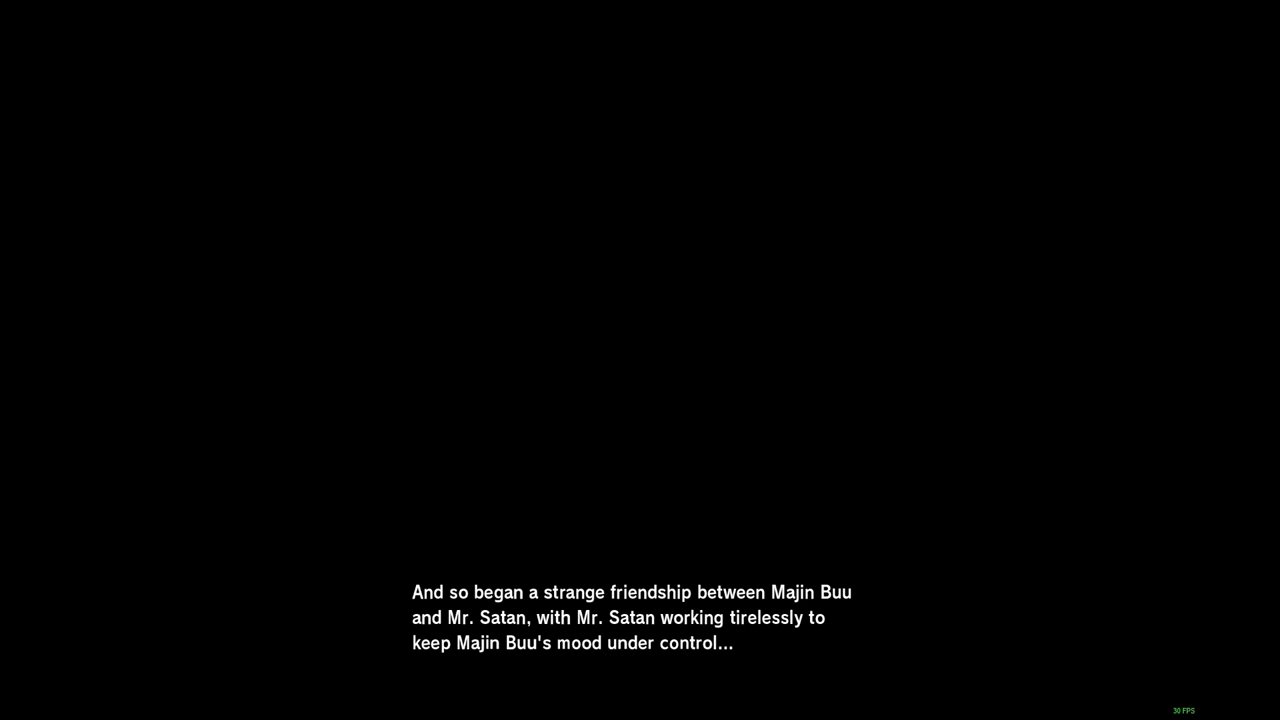 And so began a strange friendship between Majin Buu
and Mr. Satan, with Mr. Satan working tirelessly to
keep Majin Buu's mood under control...
30 FPS